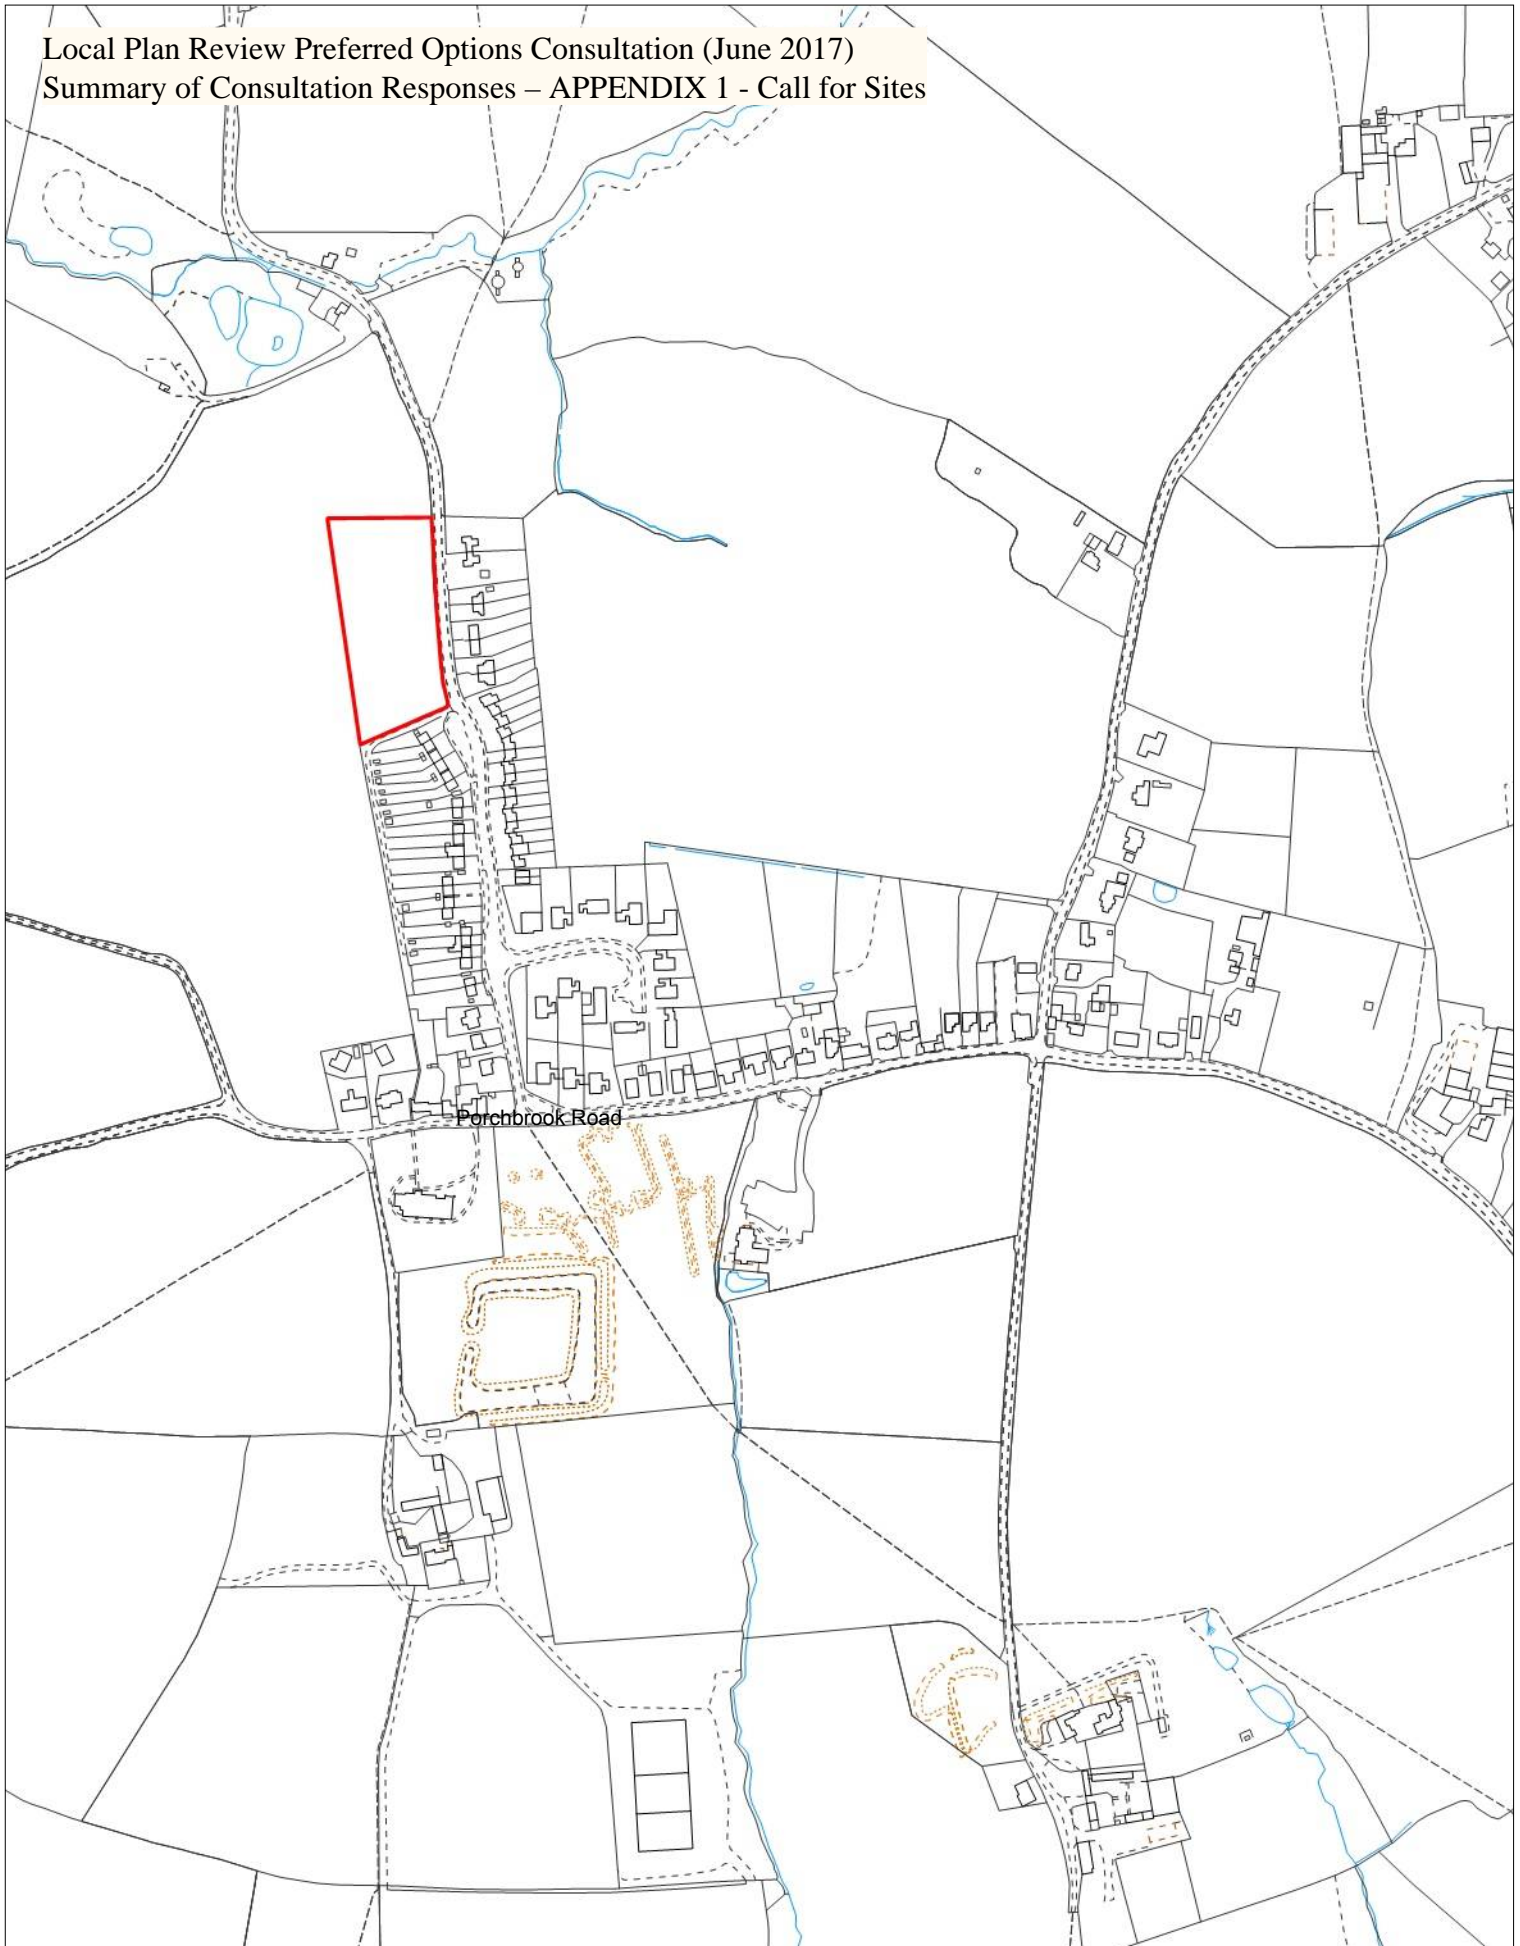 Local Plan Review Preferred Options Consultation (June 2017)
Summary of Consultation Responses – APPENDIX 1 - Call for Sites
Porchbrook Road